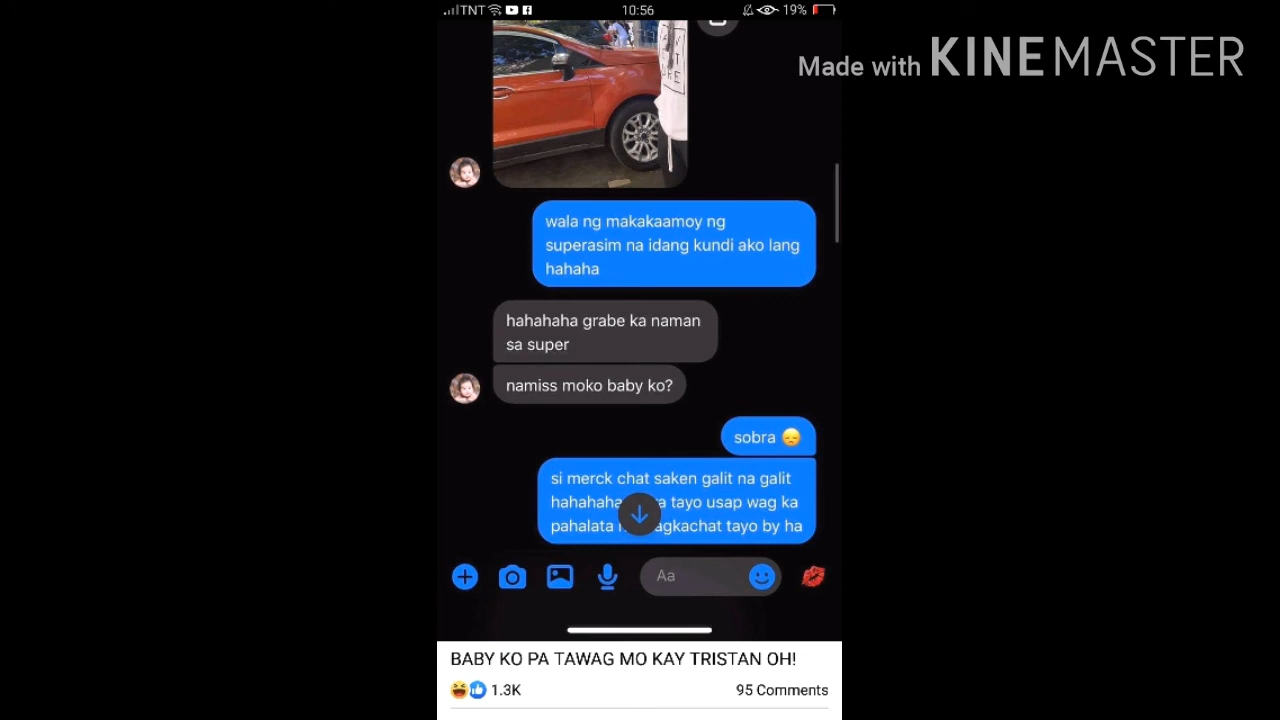 TNT
10:56
19%
Made with KINEMASTER
wala ng makakaamoy ng
superasim na idang kundi ako lang
hahaha
hahahaha grabe ka naman
sa super
namiss moko baby ko?
sobra 😞
si merck chat saken galit na galit
hahahaha tayo usap wag ka
pahalata tayo by ha
Aa
BABY KO PA TAWAG MO KAY TRISTAN OH!
1.3K
95 Comments